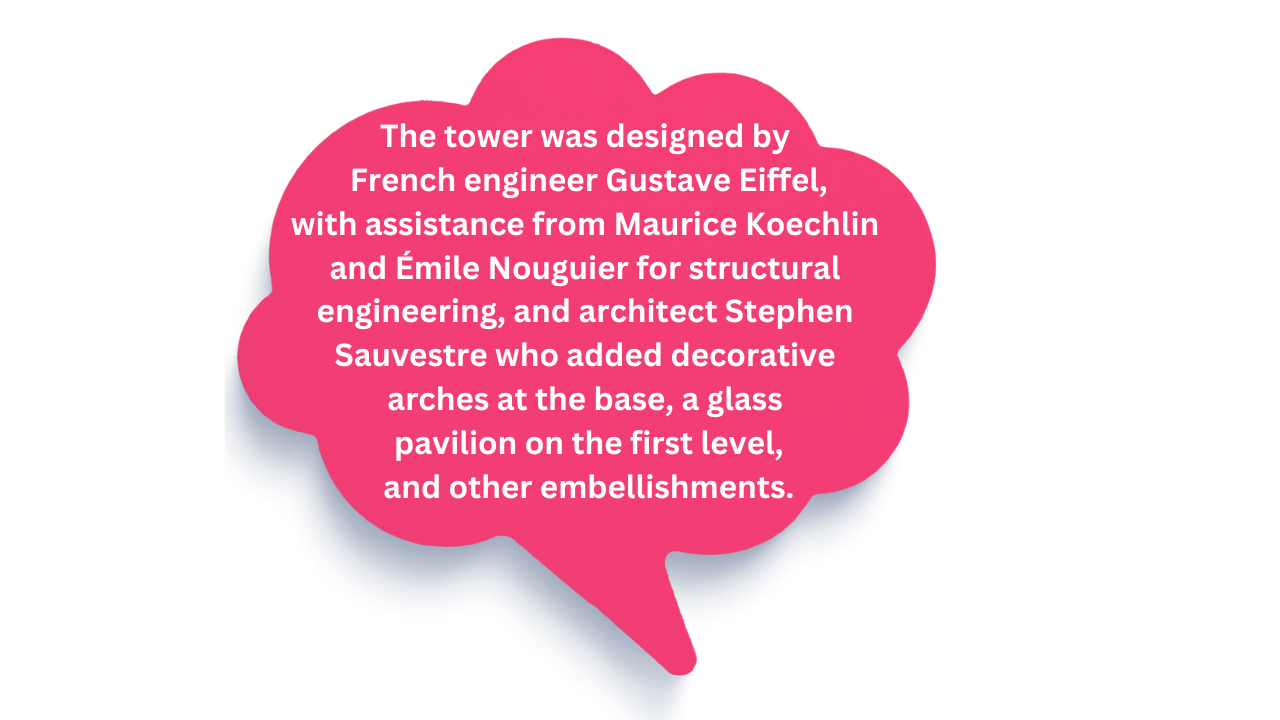 The tower was designed by
French engineer Gustave Eiffel,
with assistance from Maurice Koechlin
and Émile Nouguier for structural
engineering, and architect Stephen
Sauvestre who added decorative
arches at the base, a glass
pavilion on the first level,
and other embellishments.